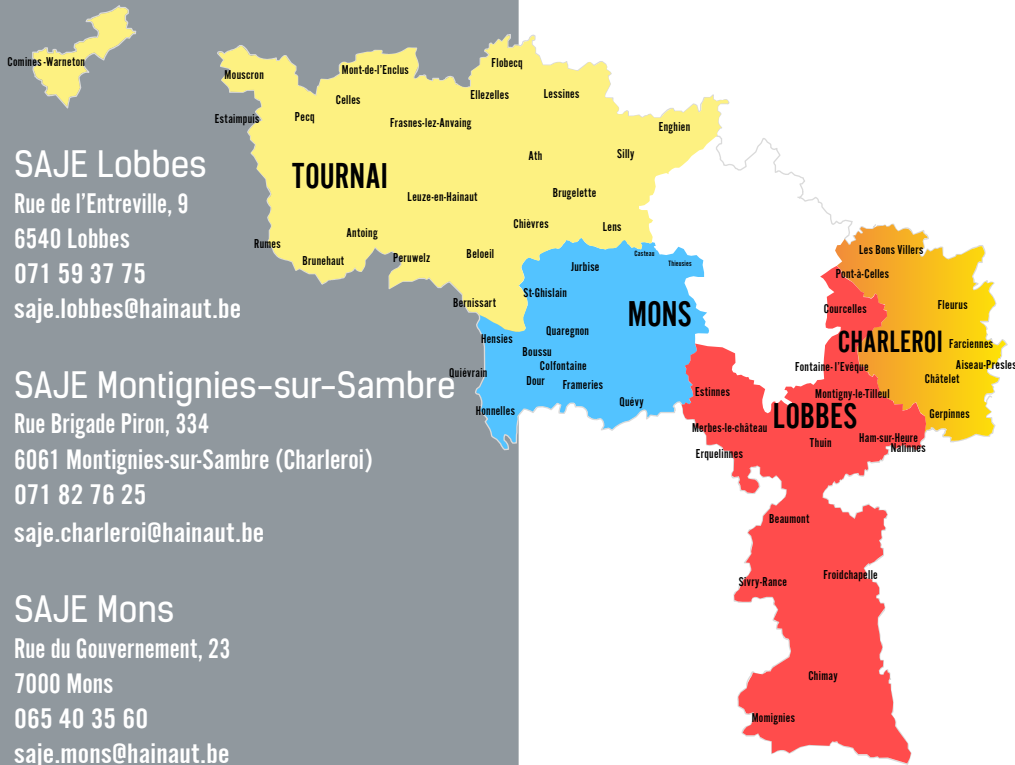 Comines-Warneton
Mouscron
Mont-de-l'Enclus
Flobecq
Celles
Ellezelles
Lessines
Estaimpuis
Pecq
Frasnes-lez-Anvaing
Enghien
Ath
Silly
TOURNAI
Leuze-en-Hainaut
Brugelette
Chièvres
Lens
Rumes
Antoing
Brunehaut
Peruwelz
Beloeil
Bernissart
Casteau
Thieusies
Jurbise
St-Ghislain
MONS
Hensies
Quaregnon
Boussu
Colfontaine
Quiévrain
Dour
Frameries
Honnelles
Quévy
Les Bons Villers
Pont-à-Celles
Courcelles
Fleurus
CHARLEROI
Farciennes
Aiseau-Presles
Fontaine-l'Evêque
Châtelet
Montigny-le-Tilleul
Gerpinnes
Estinnes
LOBBES
Merbes-le-château
Thuin
Ham-sur-Heure
Nalinnes
Erquelinnes
Beaumont
Sivry-Rance
Froidchapelle
Chimay
Momignies
SAJE Lobbes
Rue de l'Entreville, 9
6540 Lobbes
071 59 37 75
saje.lobbes@hainaut.be
SAJE Montignies-sur-Sambre
Rue Brigade Piron, 334
6061 Montignies-sur-Sambre (Charleroi)
071 82 76 25
saje.charleroi@hainaut.be
SAJE Mons
Rue du Gouvernement, 23
7000 Mons
065 40 35 60
saje.mons@hainaut.be